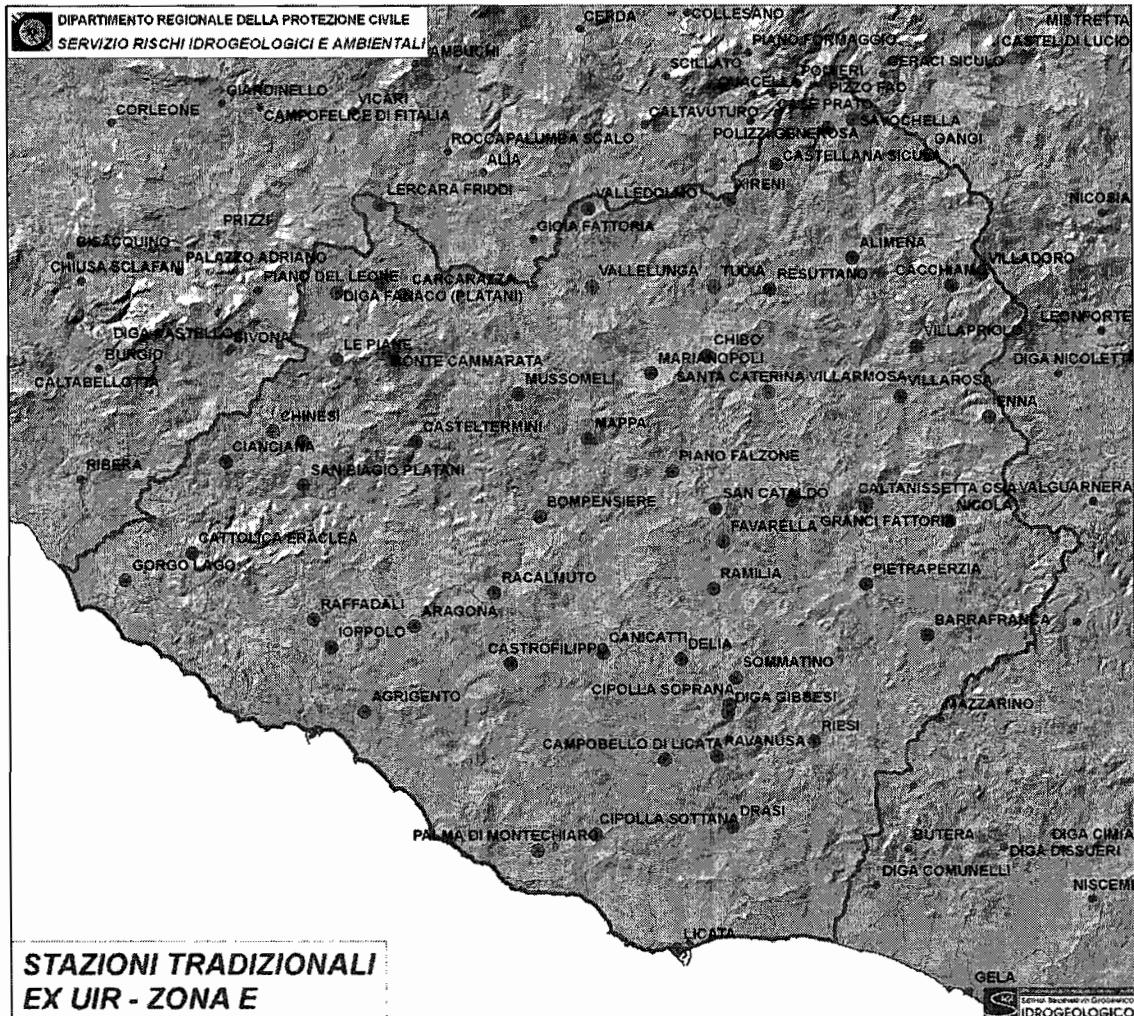 DIPARTIMENTO REGIONALE DELLA PROTEZIONE CIVILE
SERVIZIO RISCHI IDROGEOLOGICI E AMBIENTALI
CERDA
COLLESANO
MISTRETTA
PIANO FORMAGGIO
CASTEL DI LUCIO
SCILLATO
GERACI SICULO
PIZZO FAO
GIARDINELLO
VICARI
CORLEONE
CAMPOFELICE DI FITALIA
CALTAVUTURO
CASE PRATO
SAVOCHELLA
ROCCAPALUMBA SCALO
POLIZZI GENEROSA
GANGI
ALIA
CASTELLANA SICULA
LERCARA FRIDDI
VALLEDOLMO
XIRENI
NICOSIA
PRIZZI
GIOIA FATTORIA
BISACQUINO
PALAZZO ADRIANO
ALIMENA
VILLADORO
CHIUSA SCLAFANI
PIANO DEL LEONE
CARCARAZZA
VALLELUNGA
TUDIA
RESUTTANO
CACCHIAMO
DIGA FANACO (PLATANI)
DIGA CASTELLO
BIVONA
VILLAPRIOLO
LEONFORTE
BURGIO
LE PIANE
MONTE CAMMARATA
CHIBO
MARIANOPOLI
DIGA NICOLETTI
CALTABELLOTTA
MUSSOMELI
SANTA CATERINA VILLARMOSA
VILLAROSA
ENNA
CHINESI
CASTELTERMINI
MAPPA
CIANCIANA
RIBERA
SAN BIAGIO PLATANI
PIANO FALZONE
BOMPENSIERE
SAN CATALDO
CALTANISSETTA OSIA
VALGUARNERA
FAVARELLA
GRANCI FATTORIA
NICOLA
CATTOLICA ERACLEA
GORGO LAGO
RACALMUTO
RAMILIA
PIETRAPERZIA
RAFFADALI
ARAGONA
BARRAFRANCA
IOPPOLO
CASTROFILIPPO
CANICATTI
DELIA
SOMMATINO
AGRIGENTO
CIPOLLA SOPRANA
DIGA GIBBESI
MAZZARINO
CAMPOBELLO DI LICATA
RAVANUSA
RIESI
CIPOLLA SOTTANA
DRASI
PALMA DI MONTECHIARO
BUTERA
DIGA CIMIA
DIGA DISSUERI
DIGA COMUNELLI
NISCEMI
LICATA
STAZIONI TRADIZIONALI
EX UIR - ZONA E
GELA
IDROGEOLOGICO